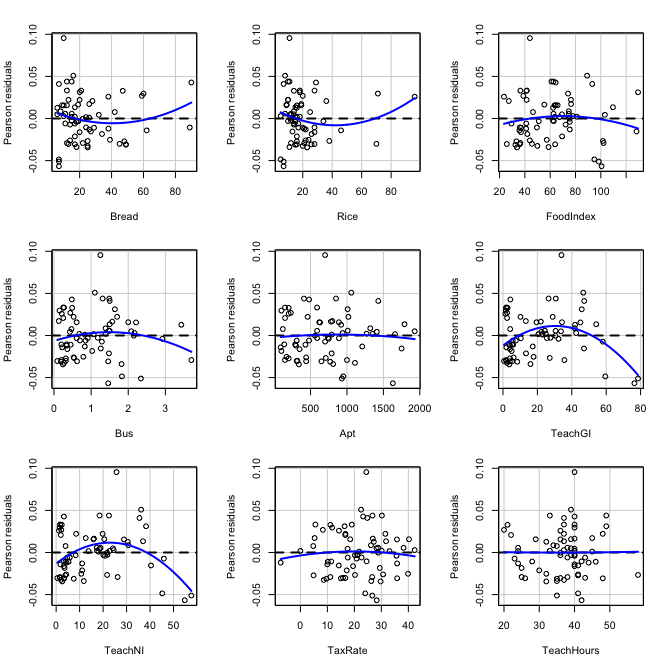 Pearson residuals
-0.05 0.00 0.05 0.10
20 40 60 80
Bread
Pearson residuals
-0.05 0.00 0.05 0.10
20 40 60 80
Rice
Pearson residuals
-0.05 0.00 0.05 0.10
20 40 60 80 100
FoodIndex
Pearson residuals
-0.05 0.00 0.05 0.10
0 1 2 3
Bus
Pearson residuals
-0.05 0.00 0.05 0.10
500 1000 1500 2000
Apt
Pearson residuals
-0.05 0.00 0.05 0.10
0 20 40 60 80
TeachGI
Pearson residuals
-0.05 0.00 0.05 0.10
0 10 20 30 40 50
TeachNI
Pearson residuals
-0.05 0.00 0.05 0.10
0 10 20 30 40
TaxRate
Pearson residuals
-0.05 0.00 0.05 0.10
20 30 40 50
TeachHours